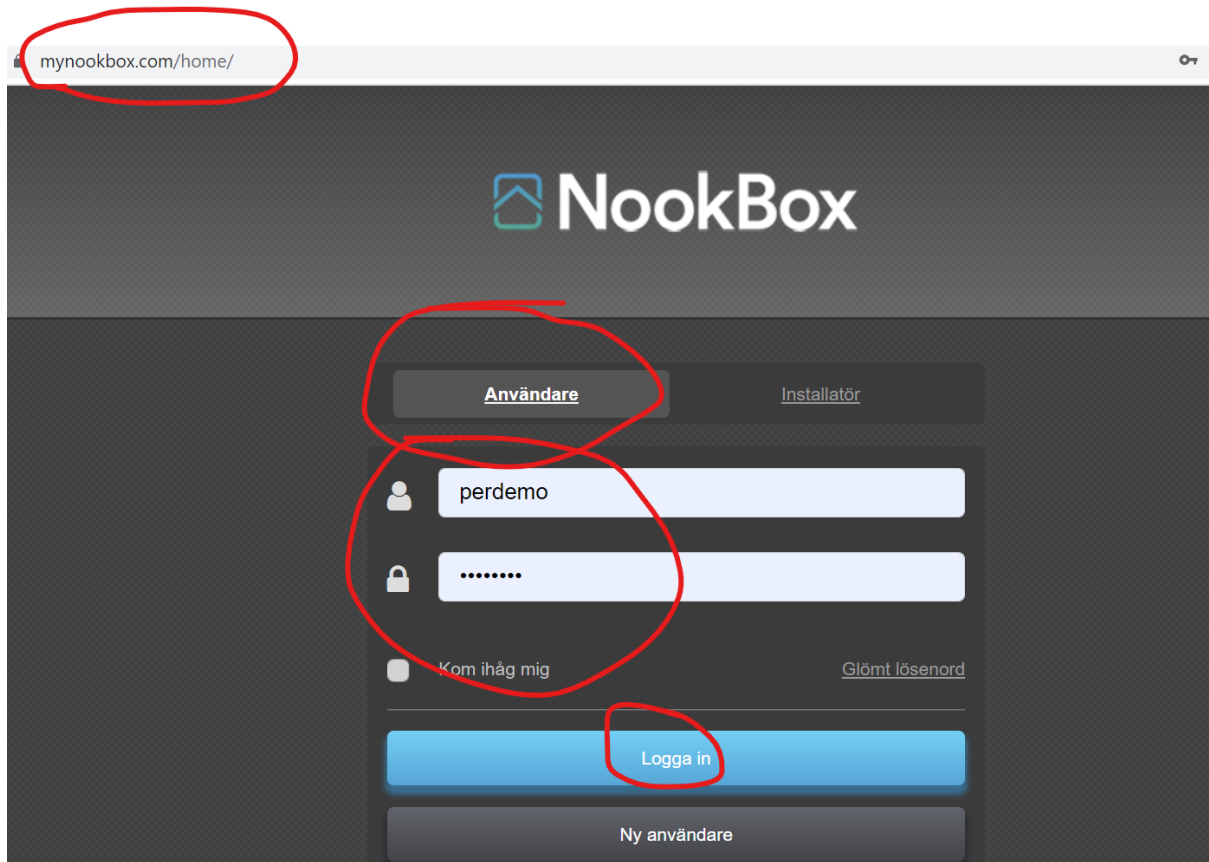 mynookbox.com/home/
NookBox
Användare Installatör
perdemo
••••••••
Kom ihåg mig Glömt lösenord
Logga in
Ny användare